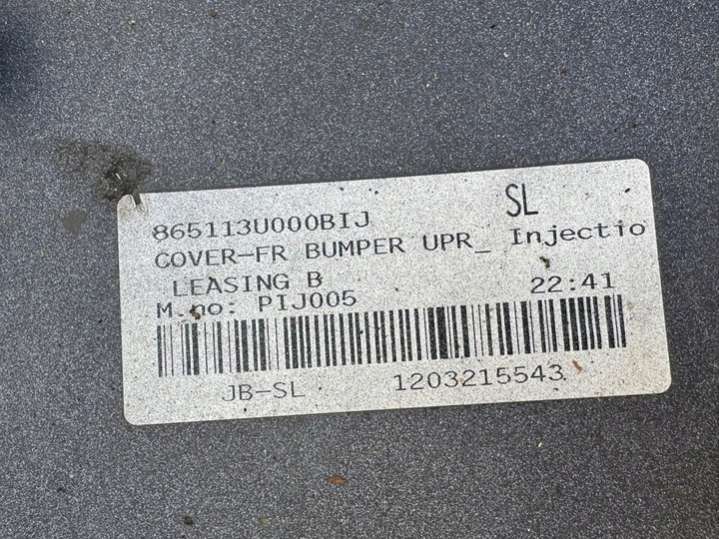 865113U000BIJ SL
COVER-FR BUMPER UPR_ Injectio
LEASING B
M.no: PIJ005 22:41
JB-SL 1203215543